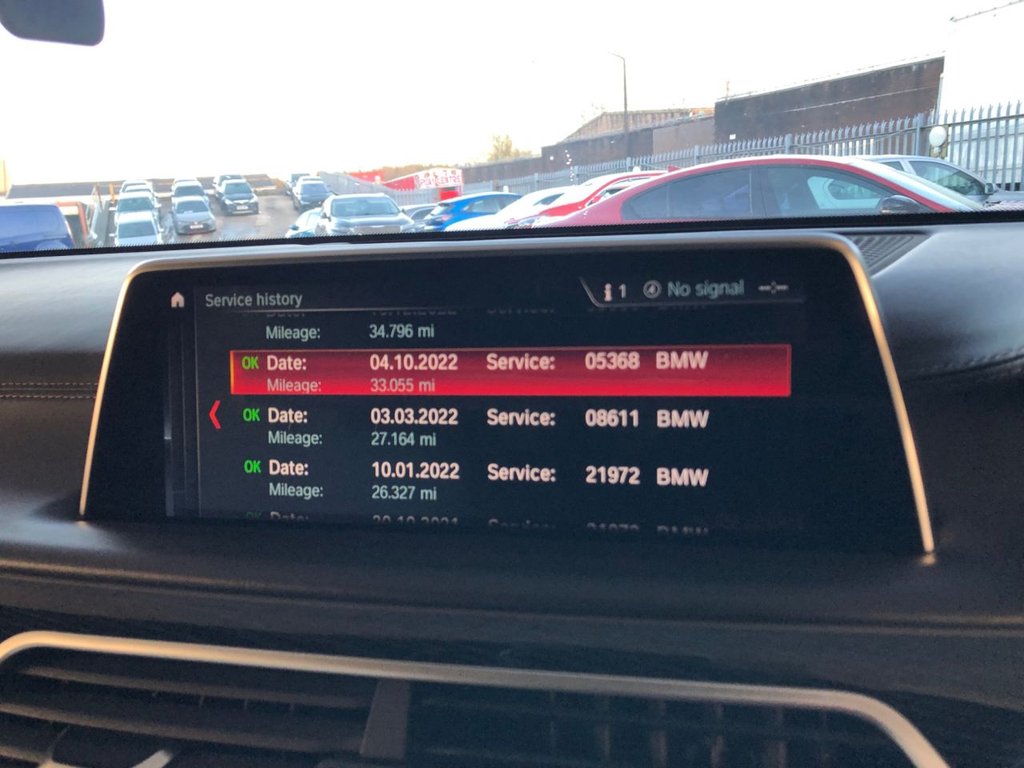 Service history
1 No signal
Mileage: 34.796 mi
OK Date: 04.10.2022 Service: 05368 BMW
Mileage: 33.055 mi
OK Date: 03.03.2022 Service: 08611 BMW
Mileage: 27.164 mi
OK Date: 10.01.2022 Service: 21972 BMW
Mileage: 26.327 mi